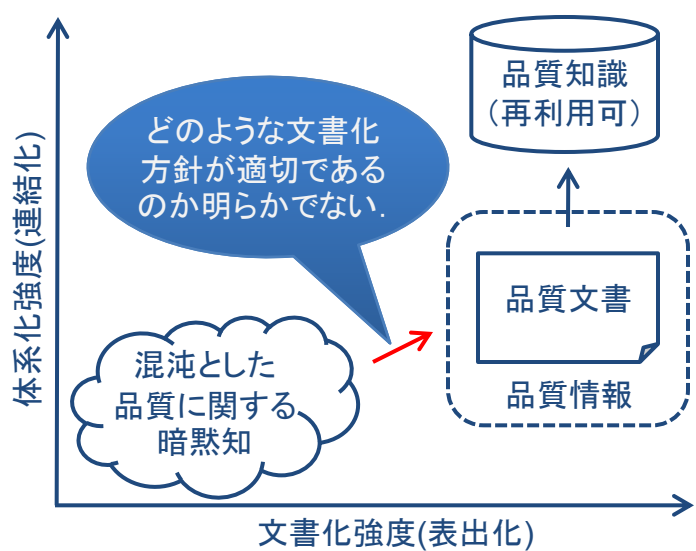 品質知識
（再利用可）
どのような文書化
方針が適切である
のか明らかでない.
体系化強度(連結化)
品質文書
品質情報
混沌とした
品質に関する
暗黙知
文書化強度(表出化)